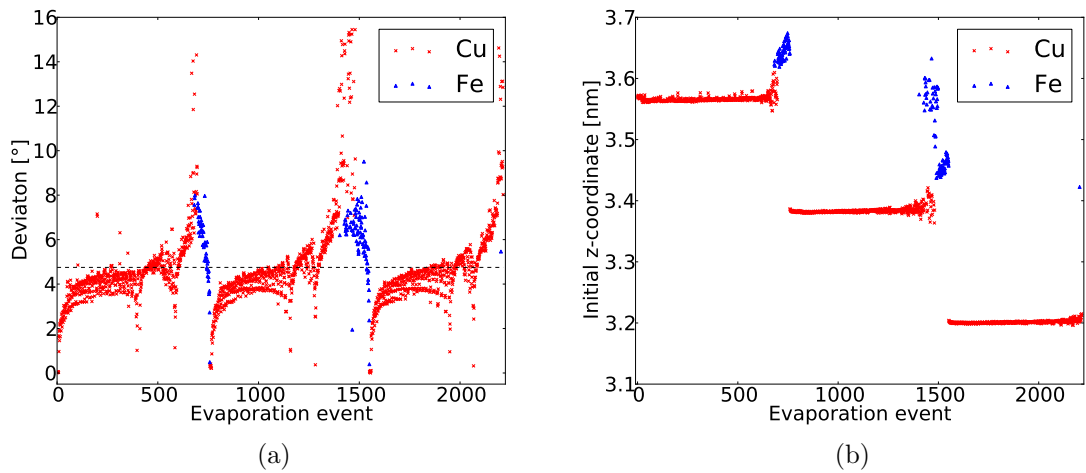 16
14
12
10
8
6
4
2
0
Deviaton [°]
Cu
Fe
0 500 1000 1500 2000
Evaporation event
(a)
3.7
3.6
3.5
3.4
3.3
3.2
3.1
Initial z-coordinate [nm]
Cu
Fe
0 500 1000 1500 2000
Evaporation event
(b)